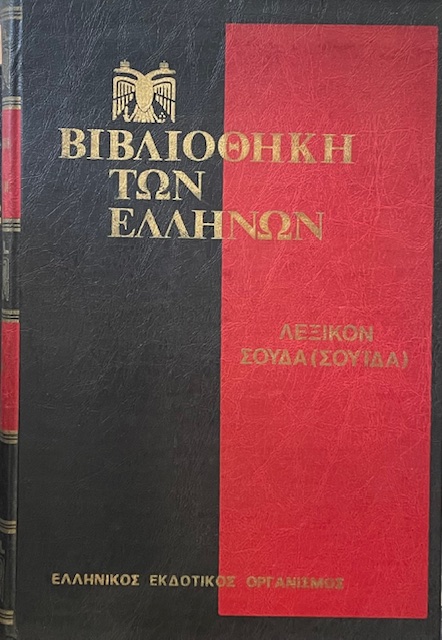 ΒΙΒΛΙΟΘΗΚΗ
ΤΩΝ
ΕΛΛΗΝΩΝ
ΛΕΞΙΚΟΝ
ΣΟΥΔΑ (ΣΟΥΪΔΑ)
ΕΛΛΗΝΙΚΟΣ ΕΚΔΟΤΙΚΟΣ ΟΡΓΑΝΙΣΜΟΣ